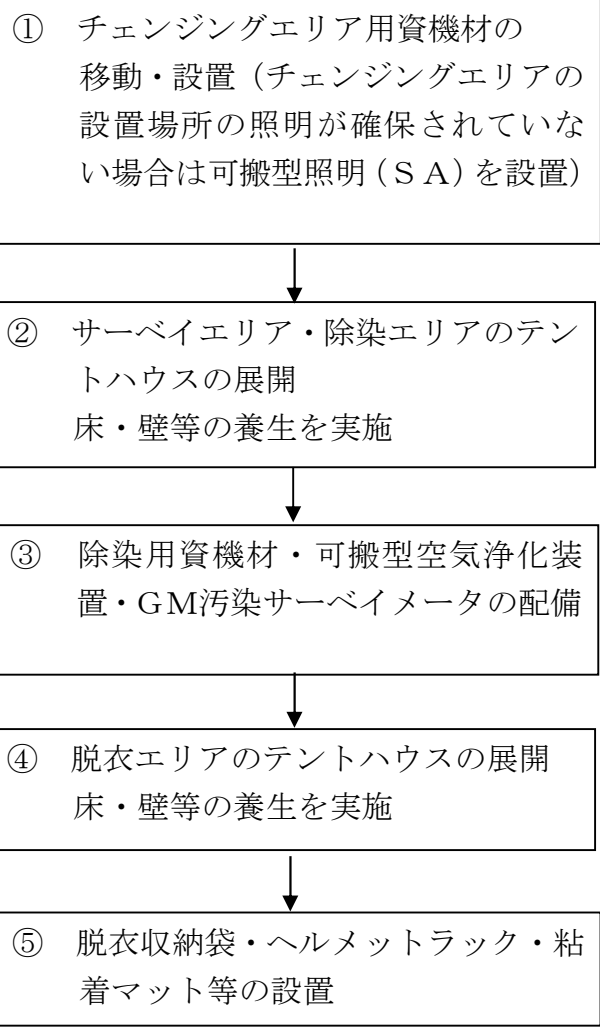 ① チェンジングエリア用資機材の
移動・設置（チェンジングエリアの
設置場所の照明が確保されていな
い場合は可搬型照明（ＳＡ）を設置）
② サーベイエリア・除染エリアのテン
トハウスの展開
床・壁等の養生を実施
③ 除染用資機材・可搬型空気浄化装
置・ＧＭ汚染サーベイメータの配備
④ 脱衣エリアのテントハウスの展開
床・壁等の養生を実施
⑤ 脱衣収納袋・ヘルメットラック・粘
着マット等の設置